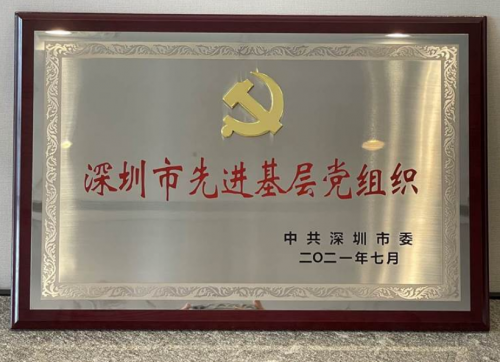 深圳市先进基层党组织
中共深圳市委
二〇二一年七月